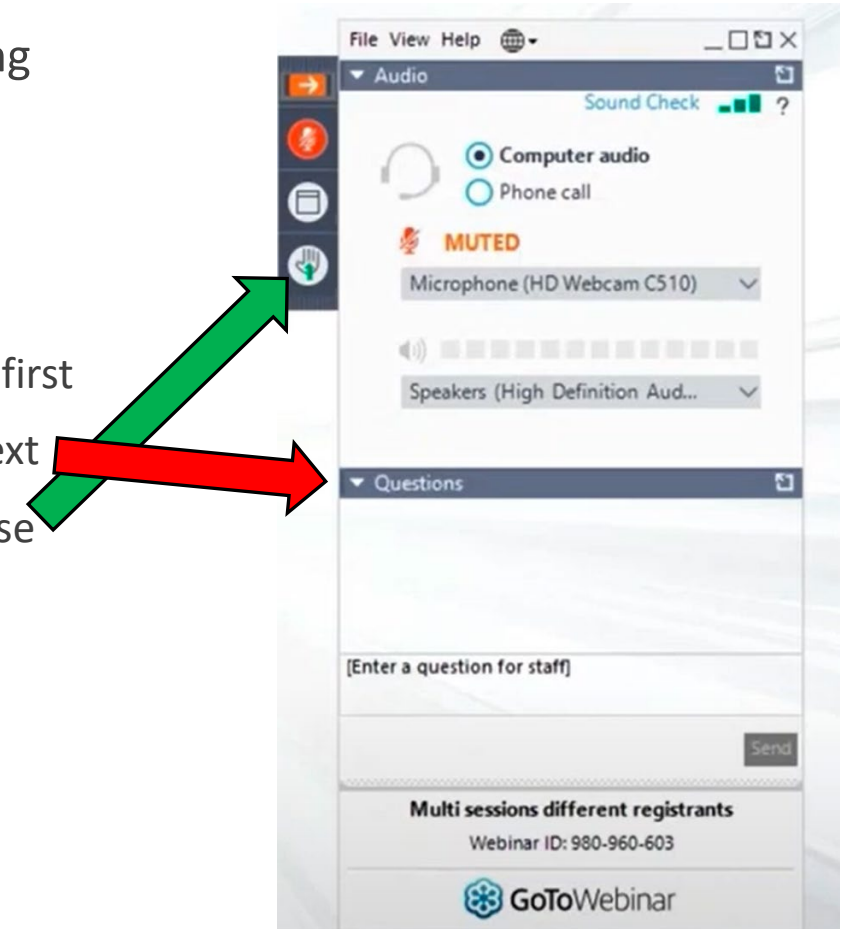 ng
first
ext
se
File View Help
Audio
Sound Check ?
Computer audio
Phone call
MUTED
Microphone (HD Webcam C510)
Speakers (High Definition Aud...
Questions
[Enter a question for staff]
Send
Multi sessions different registrants
Webinar ID: 980-960-603
GoToWebinar